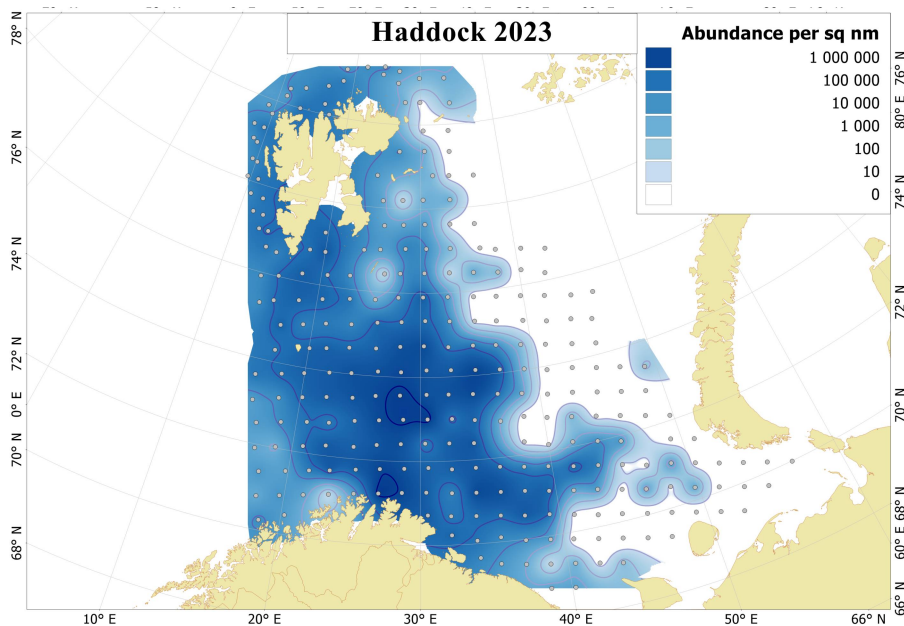 Haddock 2023
Abundance per sq nm
1 000 000
100 000
10 000
1 000
100
10
0
78° N
76° N
74° N
72° N
0° E
70° N
68° N
76° N
80° E
74° N
72° N
70° N
68° N
60° E
66° N
10° E
20° E
30° E
40° E
50° E
66° N